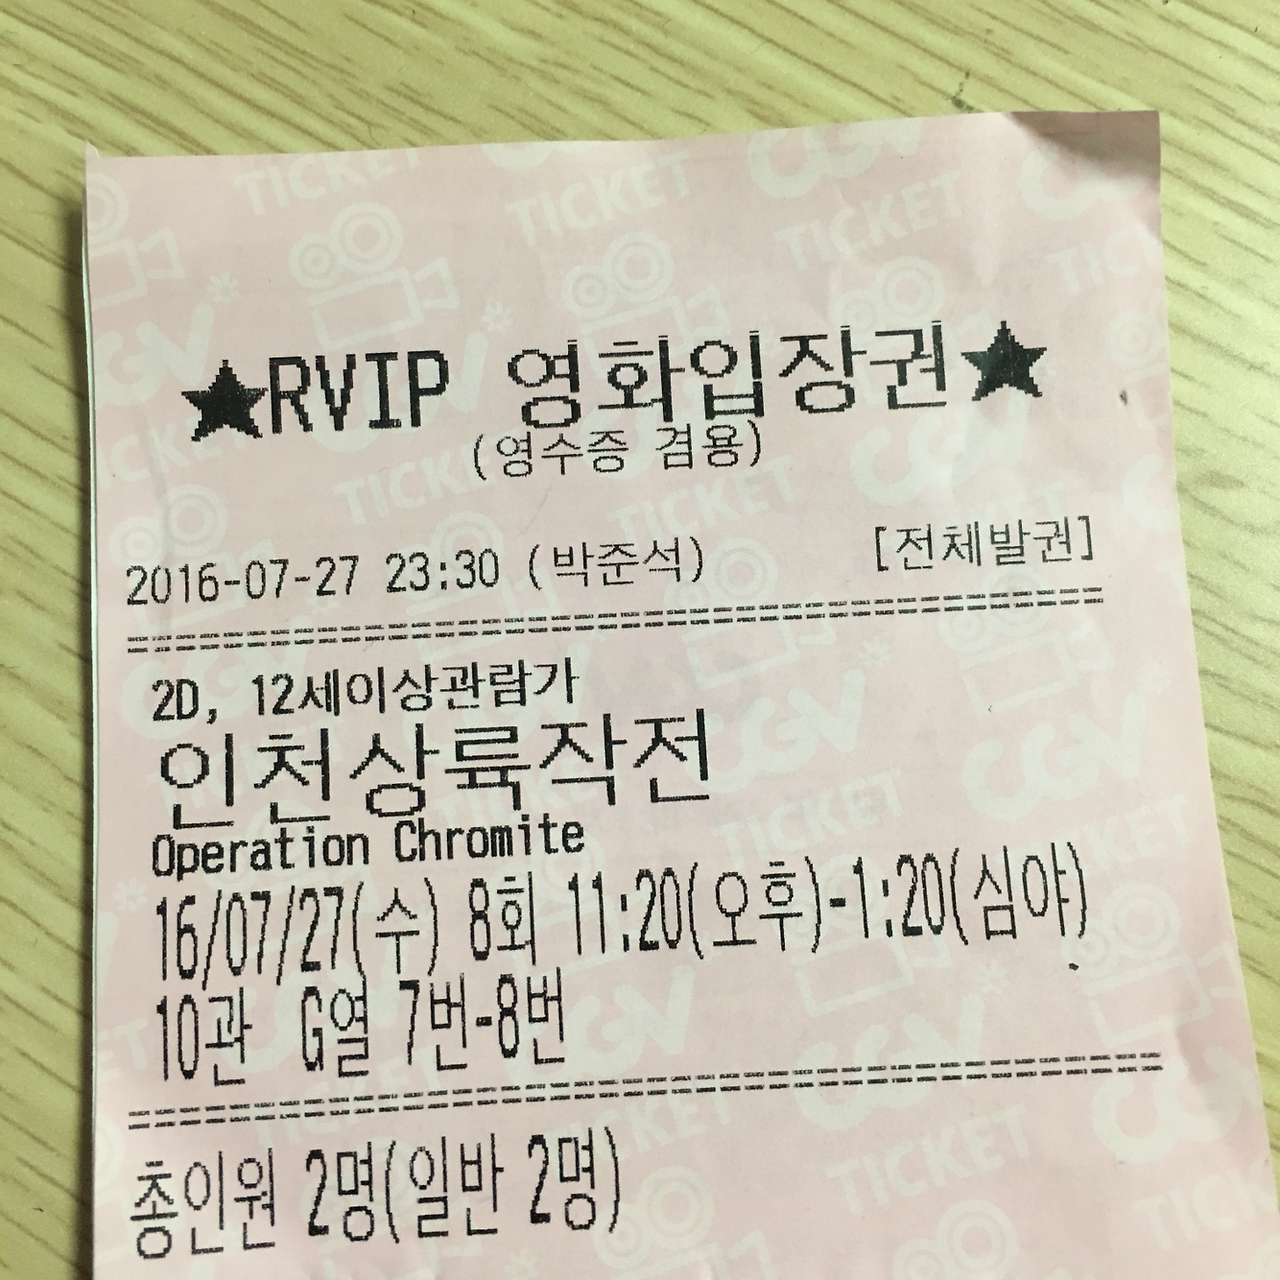 ★RVIP 영화입장권★
(영수증 겸용)
2016-07-27 23:30 (박준석) [전체발권]
2D, 12세이상관람가
인천상륙작전
Operation Chromite
16/07/27(수) 8회 11:20(오후)-1:20(심야)
10관 G열 7번-8번
총인원 2명(일반 2명)